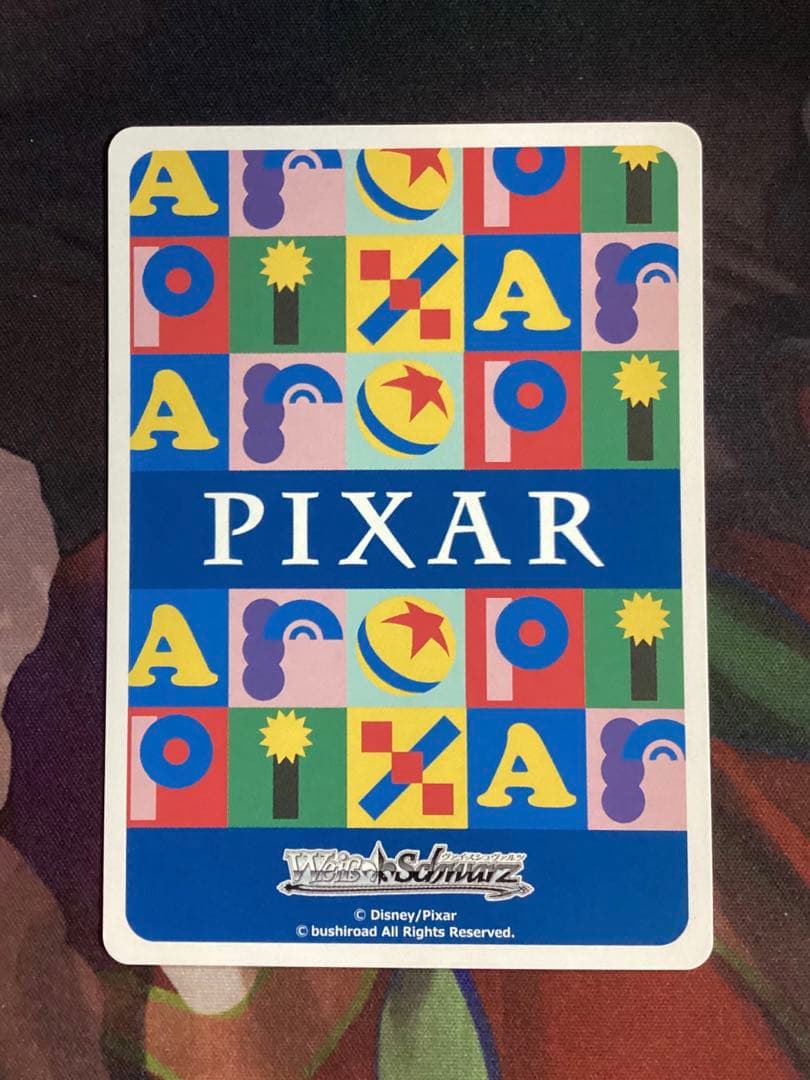 A r p i
p i X A r
A r p i
PIXAR
A r p i
p i X A r
ヴァイスシュヴァルツ
Weiß Schwarz
© Disney/Pixar
© bushiroad All Rights Reserved.